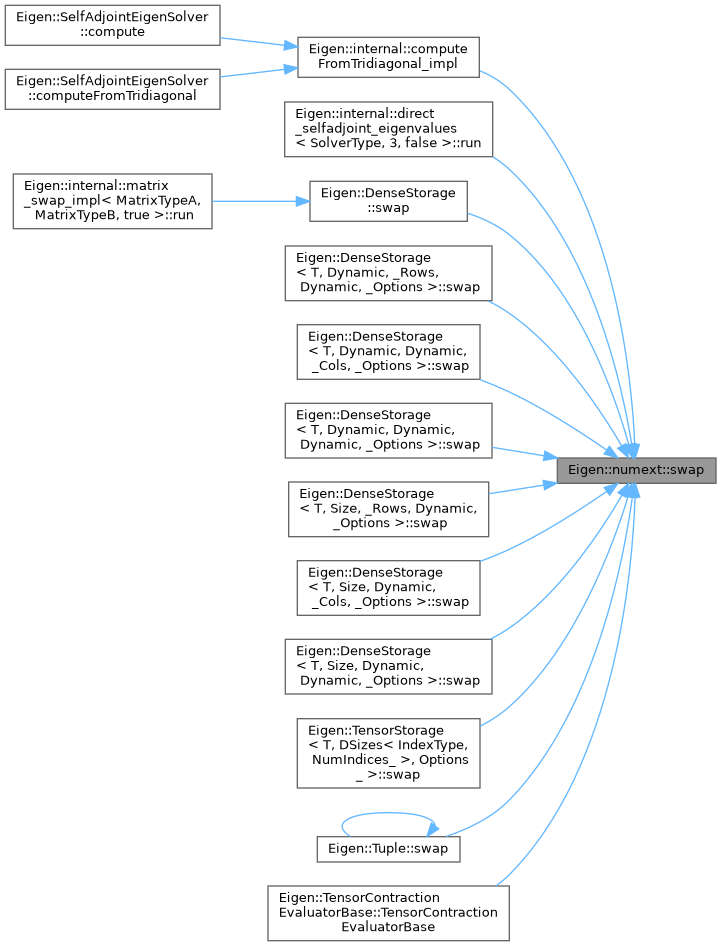 Eigen::SelfAdjointEigenSolver
::compute
Eigen::SelfAdjointEigenSolver
::computeFromTridiagonal
Eigen::internal::compute
FromTridiagonal_impl
Eigen::internal::direct
_selfadjoint_eigenvalues
< SolverType, 3, false >::run
Eigen::internal::matrix
_swap_impl< MatrixTypeA,
MatrixTypeB, true >::run
Eigen::DenseStorage
::swap
Eigen::DenseStorage
< T, Dynamic, _Rows,
Dynamic, _Options >::swap
Eigen::DenseStorage
< T, Dynamic, Dynamic,
_Cols, _Options >::swap
Eigen::DenseStorage
< T, Dynamic, Dynamic,
Dynamic, _Options >::swap
Eigen::numext::swap
Eigen::DenseStorage
< T, Size, _Rows, Dynamic,
_Options >::swap
Eigen::DenseStorage
< T, Size, Dynamic,
_Cols, _Options >::swap
Eigen::DenseStorage
< T, Size, Dynamic,
Dynamic, _Options >::swap
Eigen::TensorStorage
< T, DSizes< IndexType,
NumIndices_ >, Options
_ >::swap
Eigen::Tuple::swap
Eigen::TensorContraction
EvaluatorBase::TensorContraction
EvaluatorBase